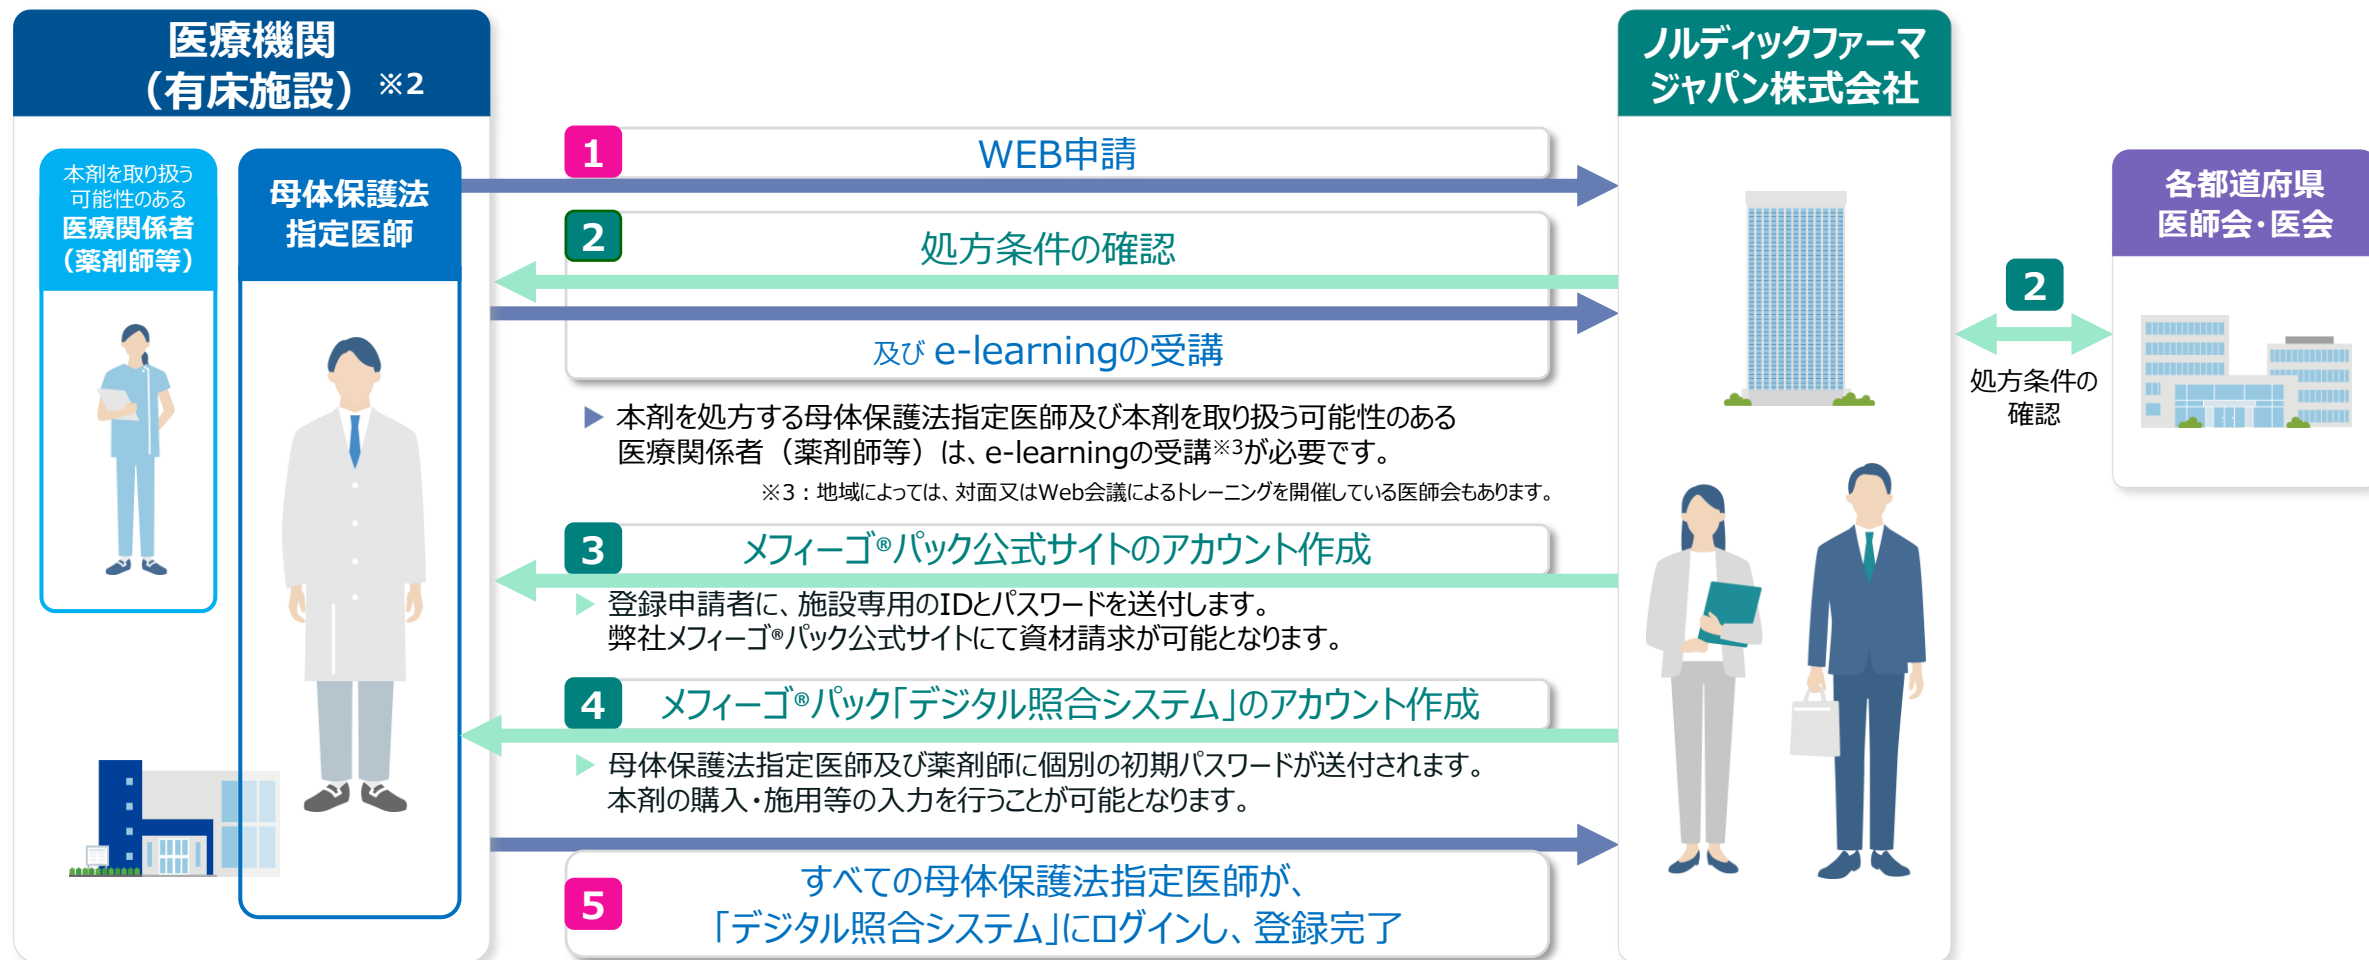 医療機関
（有床施設）※2
本剤を取り扱う
可能性のある
医療関係者
（薬剤師等）
母体保護法
指定医師
1
WEB申請
2
処方条件の確認
及び e-learningの受講
▶ 本剤を処方する母体保護法指定医師及び本剤を取り扱う可能性のある
医療関係者（薬剤師等）は、e-learningの受講※3が必要です。
※3：地域によっては、対面又はWeb会議によるトレーニングを開催している医師会もあります。
3
メフィーゴ®パック公式サイトのアカウント作成
▶ 登録申請者に、施設専用のIDとパスワードを送付します。
弊社メフィーゴ®パック公式サイトにて資材請求が可能となります。
4
メフィーゴ®パック「デジタル照合システム」のアカウント作成
▶ 母体保護法指定医師及び薬剤師に個別の初期パスワードが送付されます。
本剤の購入・施用等の入力を行うことが可能となります。
5
すべての母体保護法指定医師が、
「デジタル照合システム」にログインし、登録完了
ノルディックファーマ
ジャパン株式会社
2
処方条件の
確認
各都道府県
医師会・医会